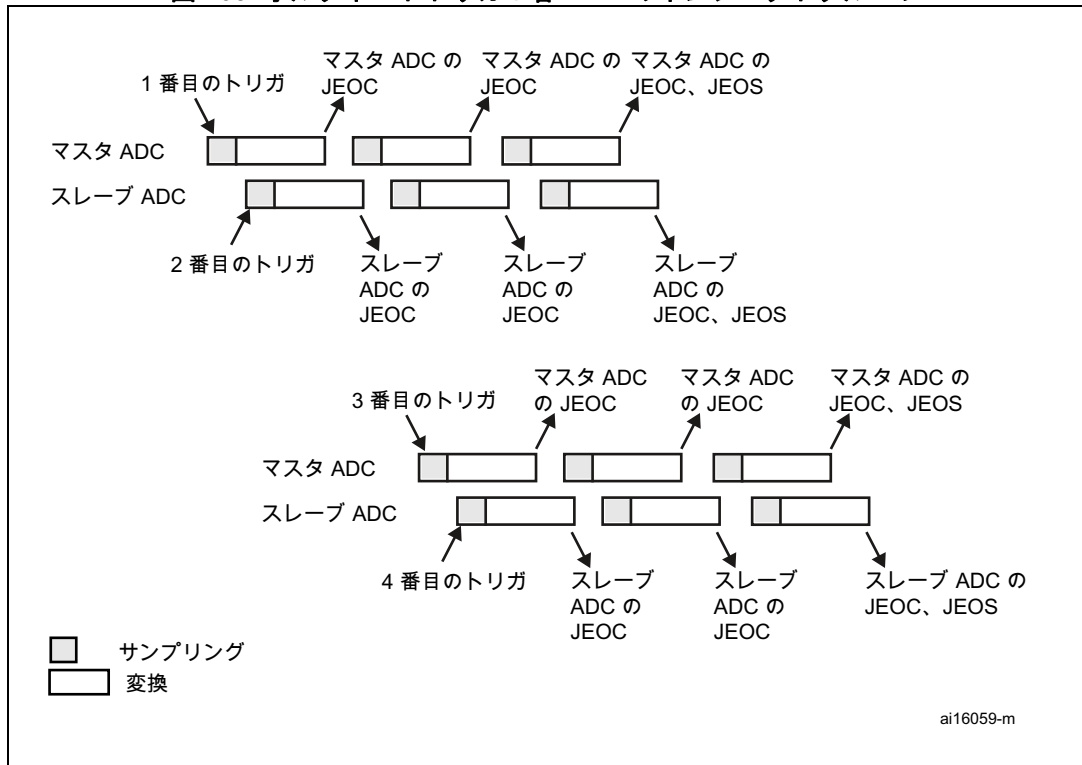 マスタ ADC の マスタ ADC の マスタ ADC の
1 番目のトリガ JEOC JEOC JEOC、JEOS
マスタ ADC
スレーブ ADC
2 番目のトリガ スレーブ スレーブ スレーブ
ADC の ADC の ADC の
JEOC JEOC JEOC、JEOS
マスタ ADC マスタ ADC マスタ ADC の
3 番目のトリガ の JEOC の JEOC JEOC、JEOS
マスタ ADC
スレーブ ADC
4 番目のトリガ スレーブ スレーブ スレーブ ADC の
ADC の ADC の JEOC、JEOS
JEOC JEOC
サンプリング
変換
ai16059-m